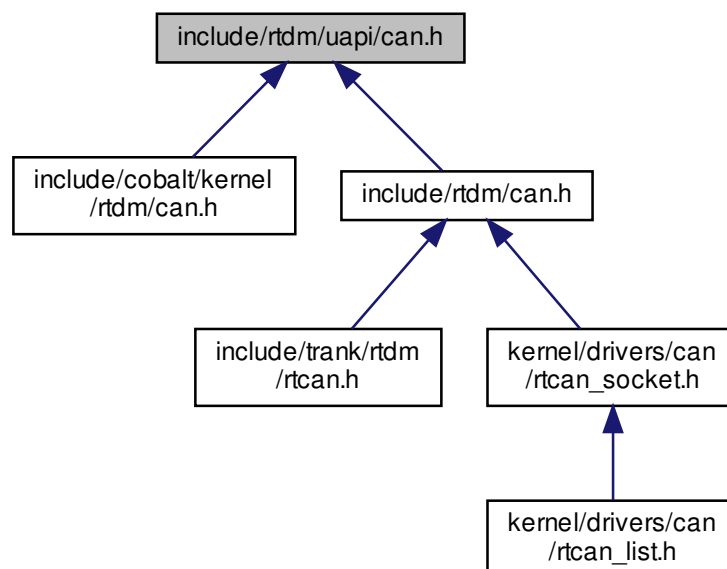 include/rtdm/uapi/can.h
include/cobalt/kernel
/rtdm/can.h
include/rtdm/can.h
include/trank/rtdm
/rtcan.h
kernel/drivers/can
/rtcan_socket.h
kernel/drivers/can
/rtcan_list.h